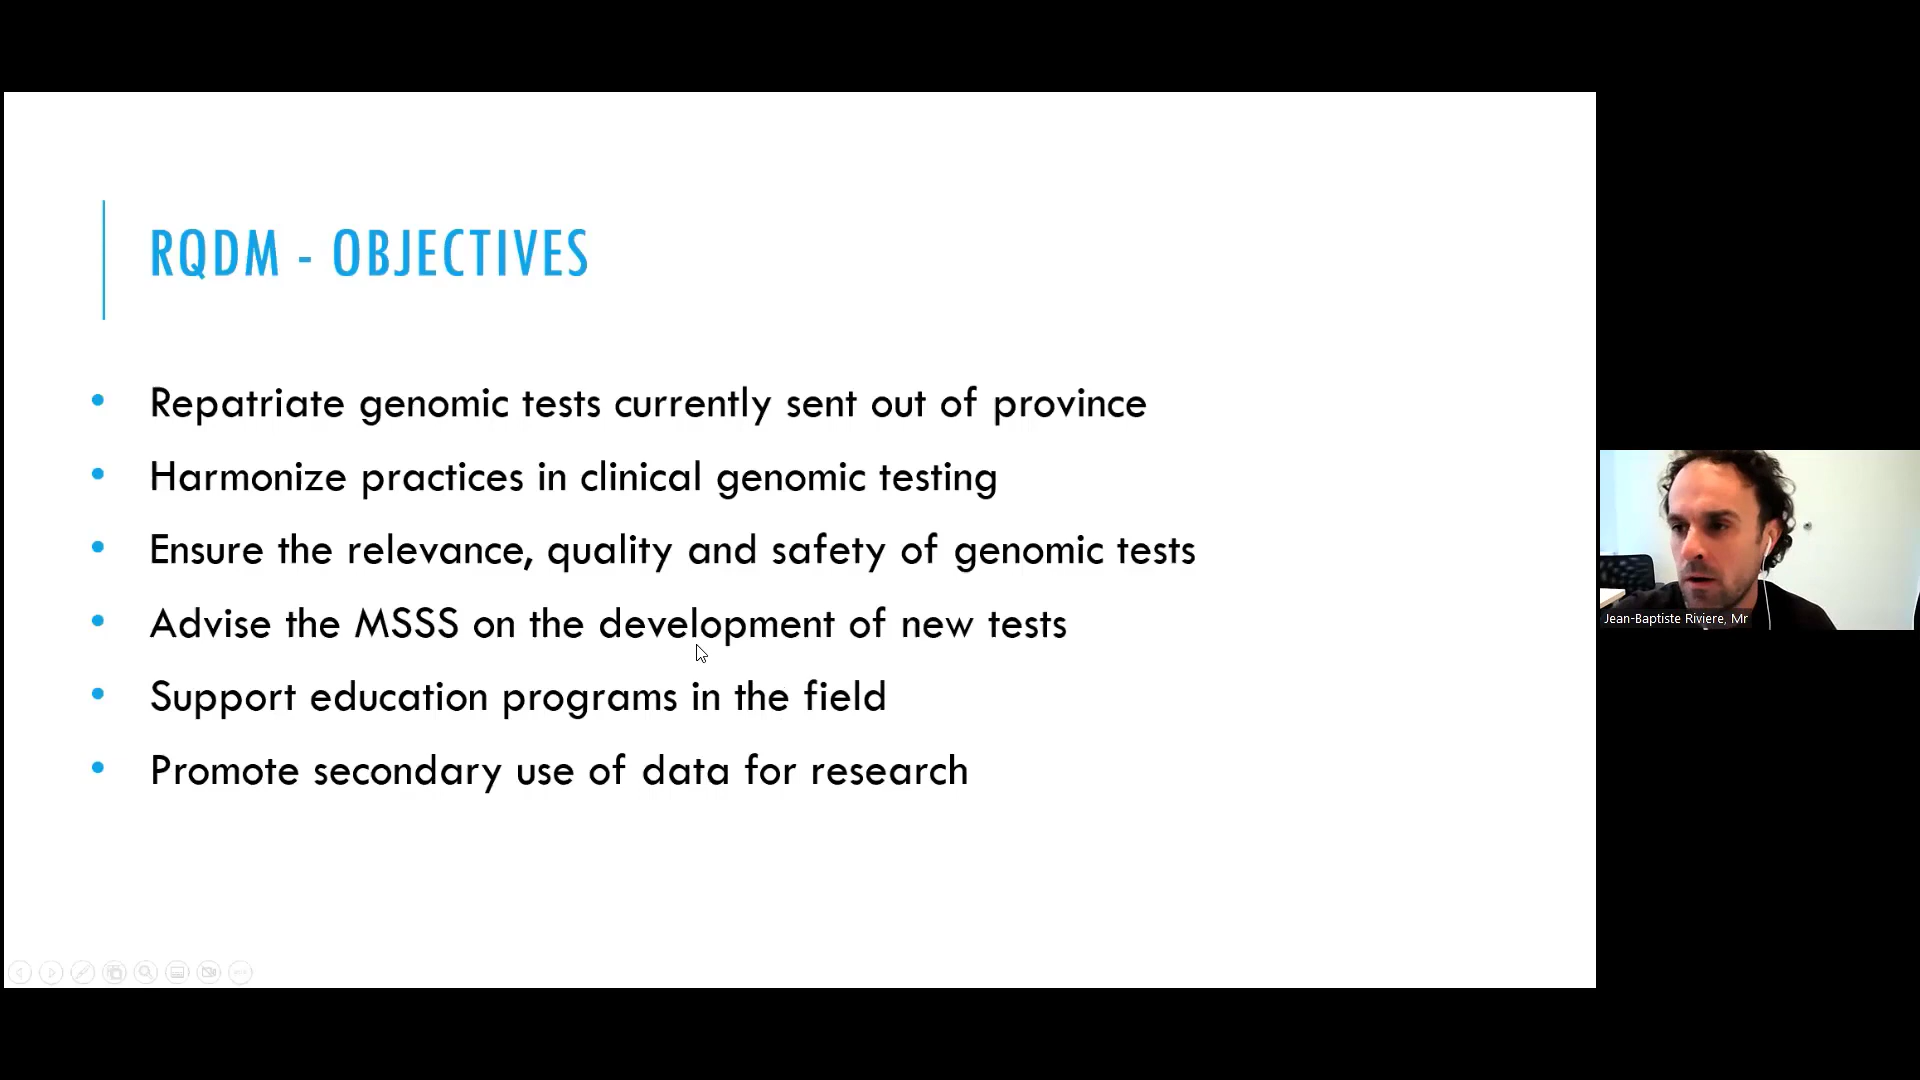 RQDM - OBJECTIVES
• Repatriate genomic tests currently sent out of province
• Harmonize practices in clinical genomic testing
• Ensure the relevance, quality and safety of genomic tests
• Advise the MSSS on the development of new tests
• Support education programs in the field
• Promote secondary use of data for research
Jean-Baptiste Riviere, Mr